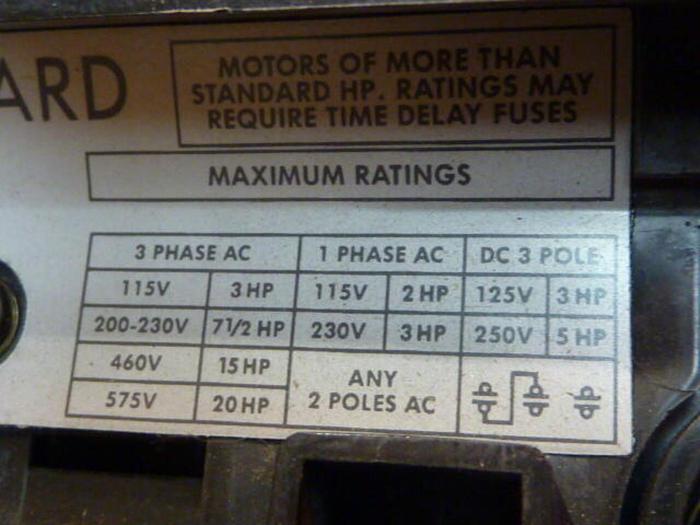 ARD
MOTORS OF MORE THAN
STANDARD HP. RATINGS MAY
REQUIRE TIME DELAY FUSES
MAXIMUM RATINGS
3 PHASE AC 1 PHASE AC DC 3 POLE
115V 3 HP 115V 2 HP 125V 3 HP
200-230V 7 1/2 HP 230V 3 HP 250V 5 HP
460V 15 HP ANY
575V 20 HP 2 POLES AC